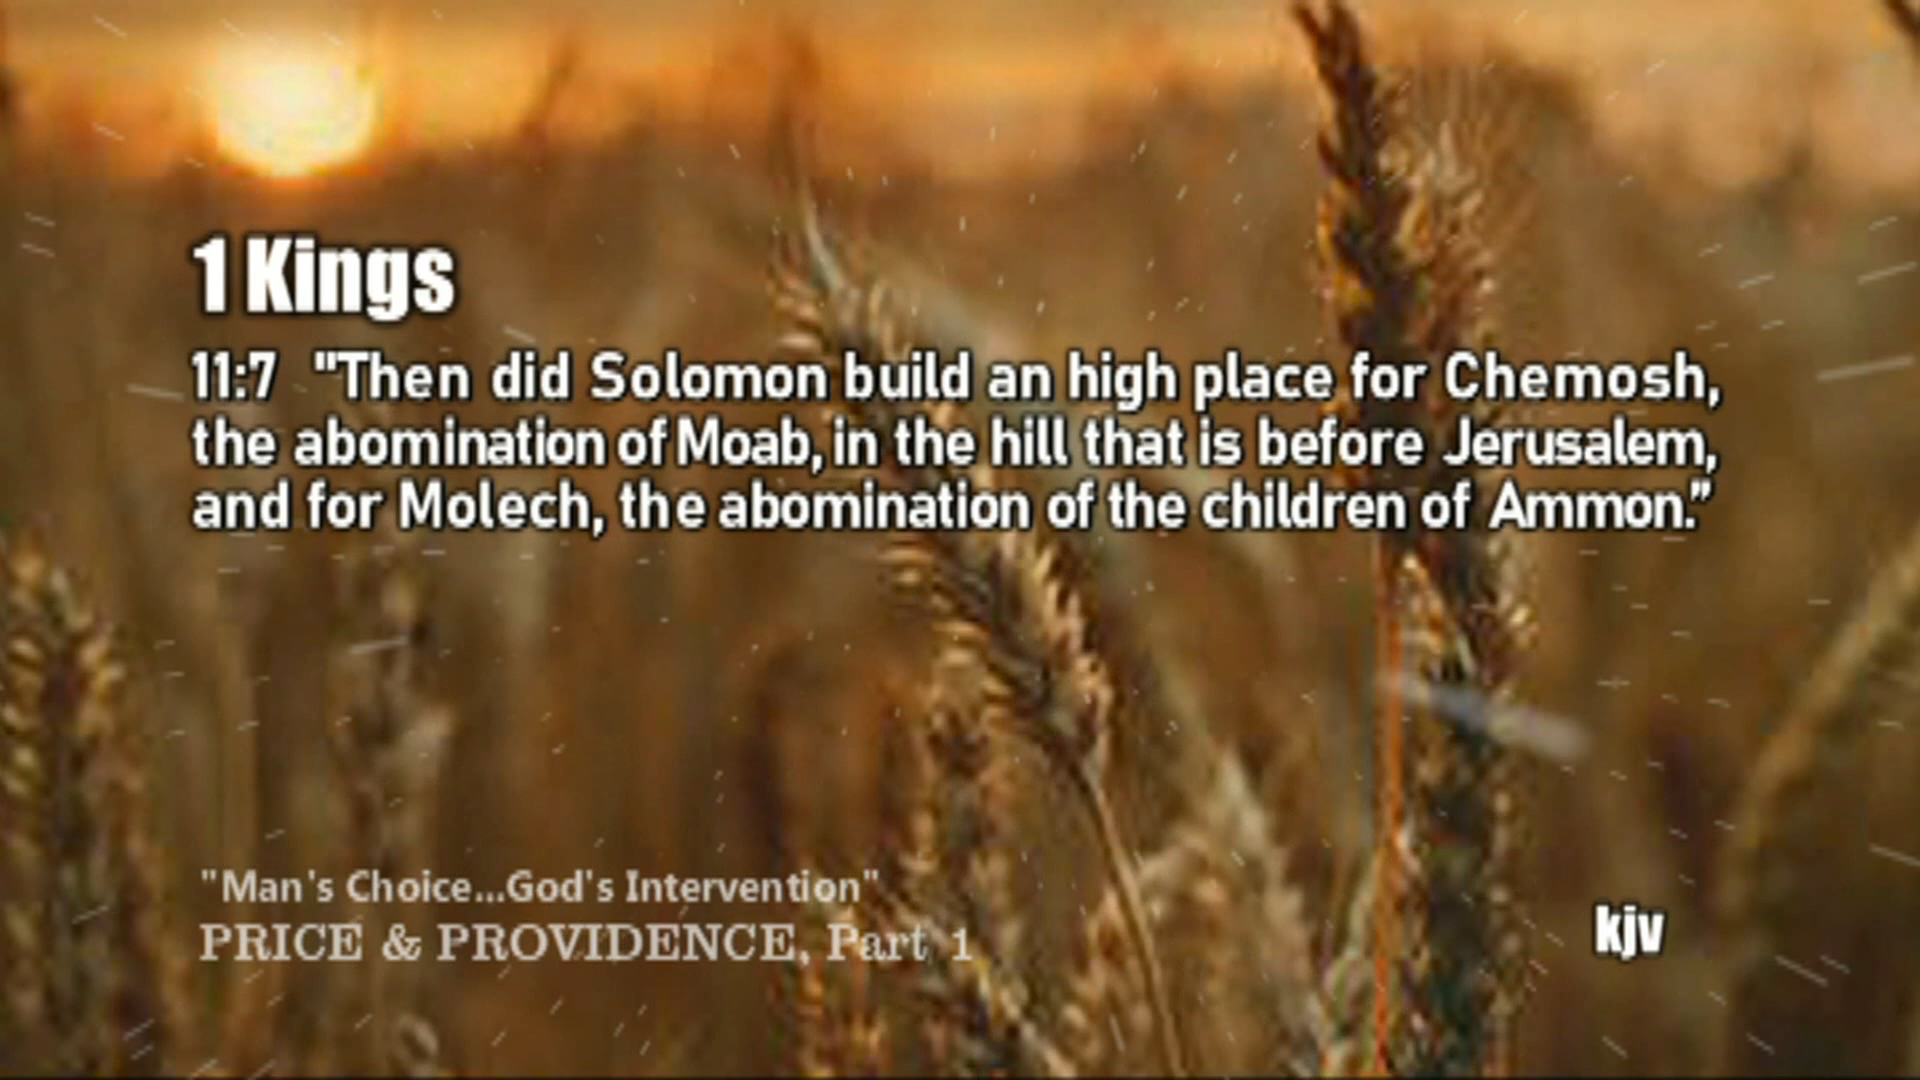 1 Kings
11:7 "Then did Solomon build an high place for Chemosh,
the abomination of Moab, in the hill that is before Jerusalem,
and for Molech, the abomination of the children of Ammon.”
"Man's Choice...God's Intervention"
PRICE & PROVIDENCE, Part 1
kjv